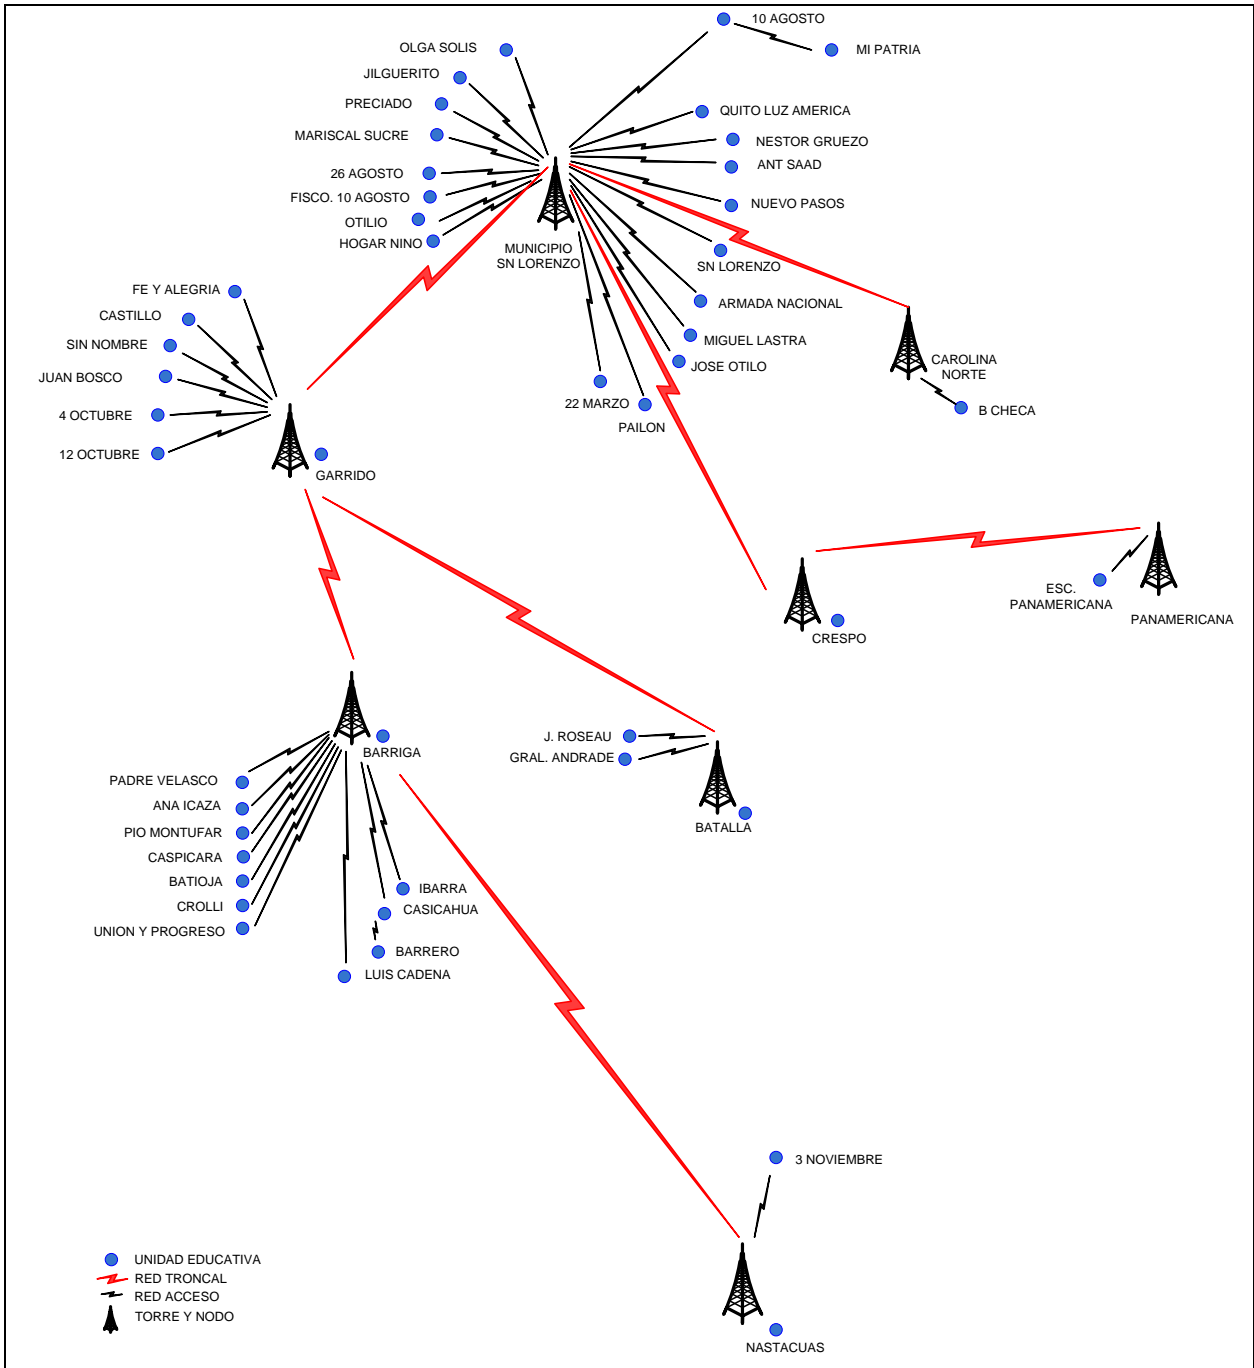 10 AGOSTO
MI PATRIA
OLGA SOLIS
JILGUERITO
PRECIADO
MARISCAL SUCRE
26 AGOSTO
FISCO. 10 AGOSTO
OTILIO
HOGAR NINO
QUITO LUZ AMERICA
NESTOR GRUEZO
ANT SAAD
NUEVO PASOS
MUNICIPIO
SN LORENZO
SN LORENZO
ARMADA NACIONAL
MIGUEL LASTRA
JOSE OTILO
22 MARZO
PAILON
CAROLINA
NORTE
B CHECA
FE Y ALEGRIA
CASTILLO
SIN NOMBRE
JUAN BOSCO
4 OCTUBRE
12 OCTUBRE
GARRIDO
ESC.
PANAMERICANA
PANAMERICANA
CRESPO
BARRIGA
J. ROSEAU
GRAL. ANDRADE
BATALLA
PADRE VELASCO
ANA ICAZA
PIO MONTUFAR
CASPICARA
BATIOJA
CROLLI
UNION Y PROGRESO
IBARRA
CASICAHUA
BARRERO
LUIS CADENA
3 NOVIEMBRE
NASTACUAS
UNIDAD EDUCATIVA
RED TRONCAL
RED ACCESO
TORRE Y NODO